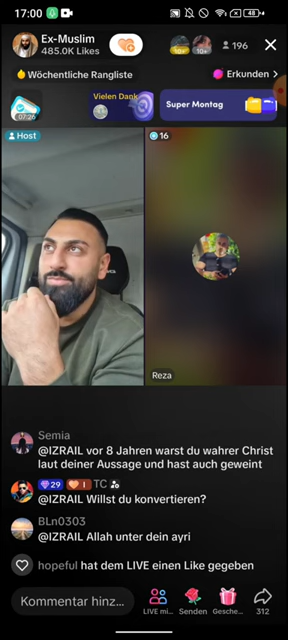 17:00
48
Ex-Muslim
485.0K Likes
10+
10+
196
Wöchentliche Rangliste
Erkunden >
07:26
Vielen Dank
Super Montag
Host
16
Reza
Semia
@IZRAIL vor 8 Jahren warst du wahrer Christ
laut deiner Aussage und hast auch geweint
29 1 TC
@IZRAIL Willst du konvertieren?
BLn0303
@IZRAIL Allah unter dein ayri
hopeful hat dem LIVE einen Like gegeben
Kommentar hinz...
LIVE mi...
Senden
Gesche...
312